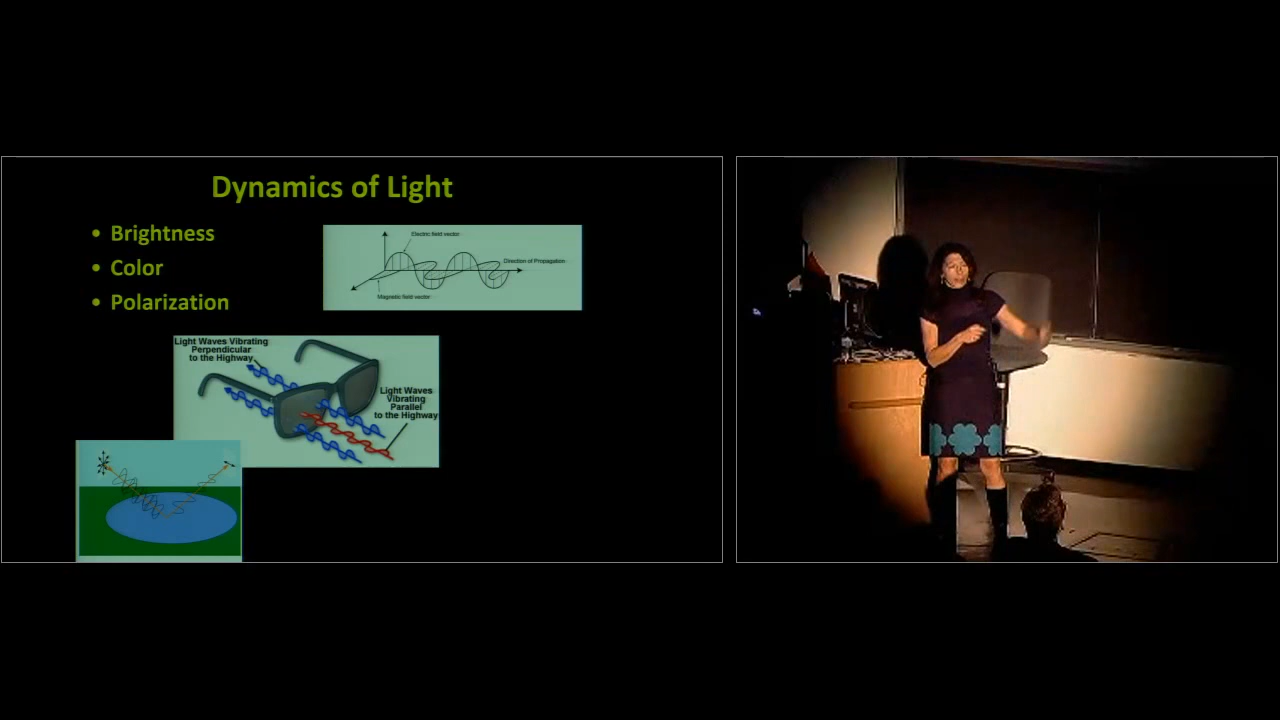 Dynamics of Light
• Brightness
• Color
• Polarization
Electric field vector
Direction of Propagation
Magnetic field vector
Light Waves Vibrating
Perpendicular
to the Highway
Light Waves
Vibrating
Parallel
to the Highway